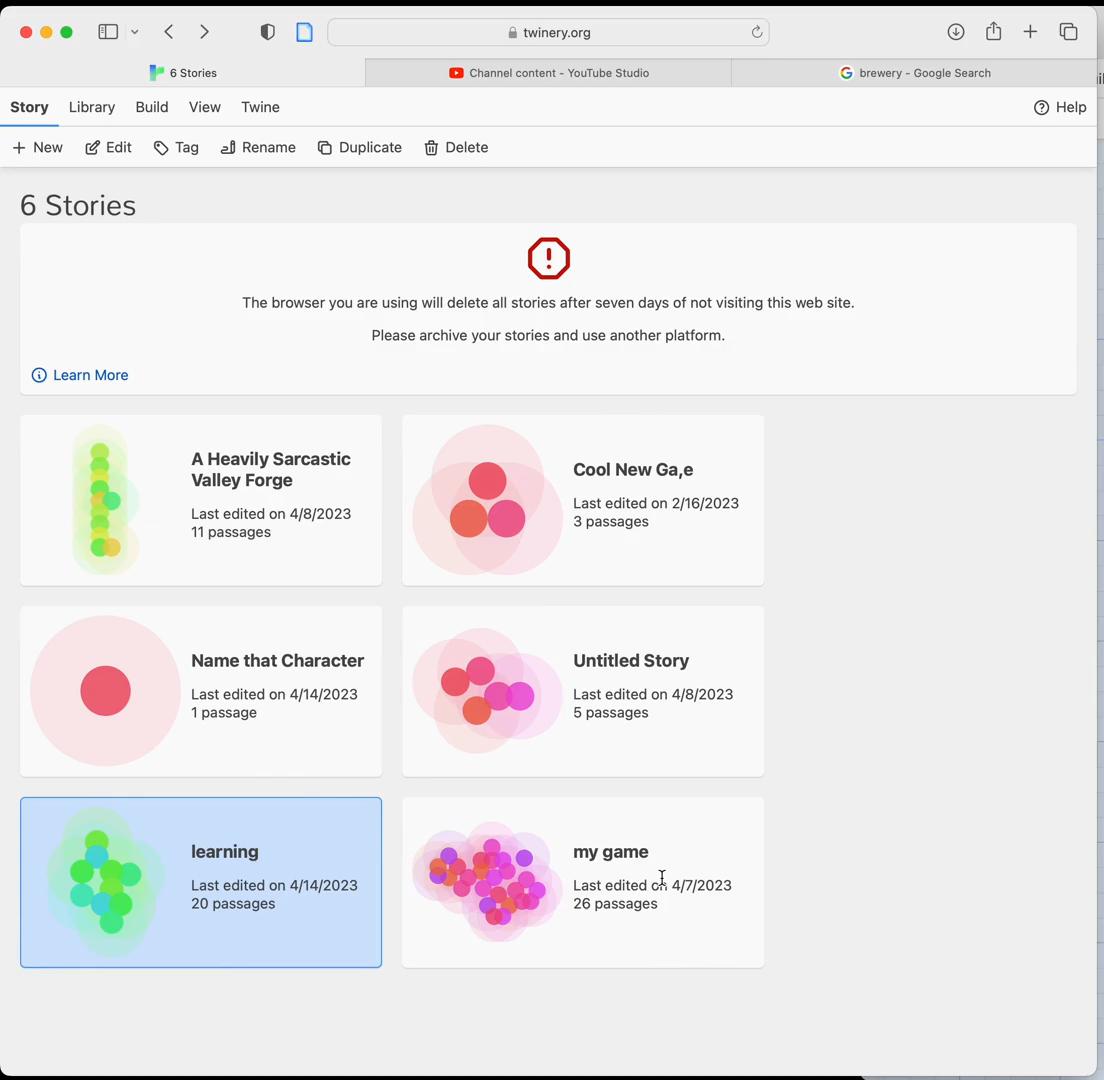 twinery.org
6 Stories
Channel content - YouTube Studio
brewery - Google Search
Story Library Build View Twine Help
New Edit Tag Rename Duplicate Delete
6 Stories
The browser you are using will delete all stories after seven days of not visiting this web site.
Please archive your stories and use another platform.
Learn More
A Heavily Sarcastic
Valley Forge
Last edited on 4/8/2023
11 passages
Cool New Ga,e
Last edited on 2/16/2023
3 passages
Name that Character
Last edited on 4/14/2023
1 passage
Untitled Story
Last edited on 4/8/2023
5 passages
learning
Last edited on 4/14/2023
20 passages
my game
Last edited on 4/7/2023
26 passages